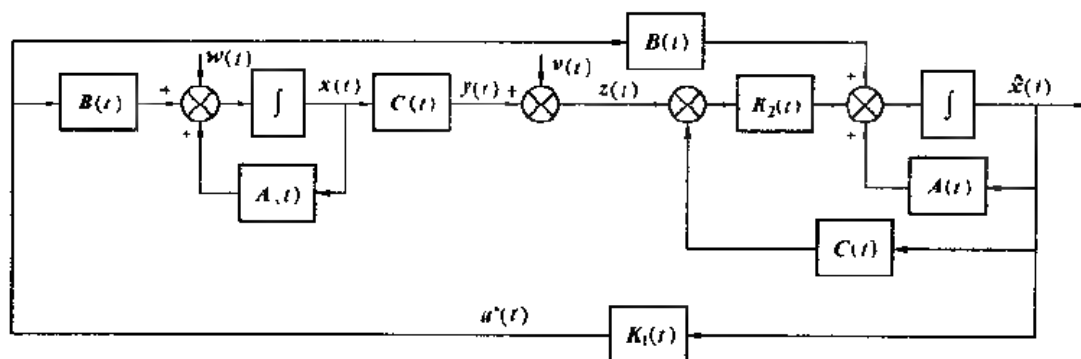 B(t)
w(t)
x(t)
v(t)
B(t)
+
∫
C(t)
y(t)
+
z(t)
K₂(t)
+
+
∫
x̂(t)
+
A(t)
+
A(t)
C(t)
u*(t)
K₁(t)